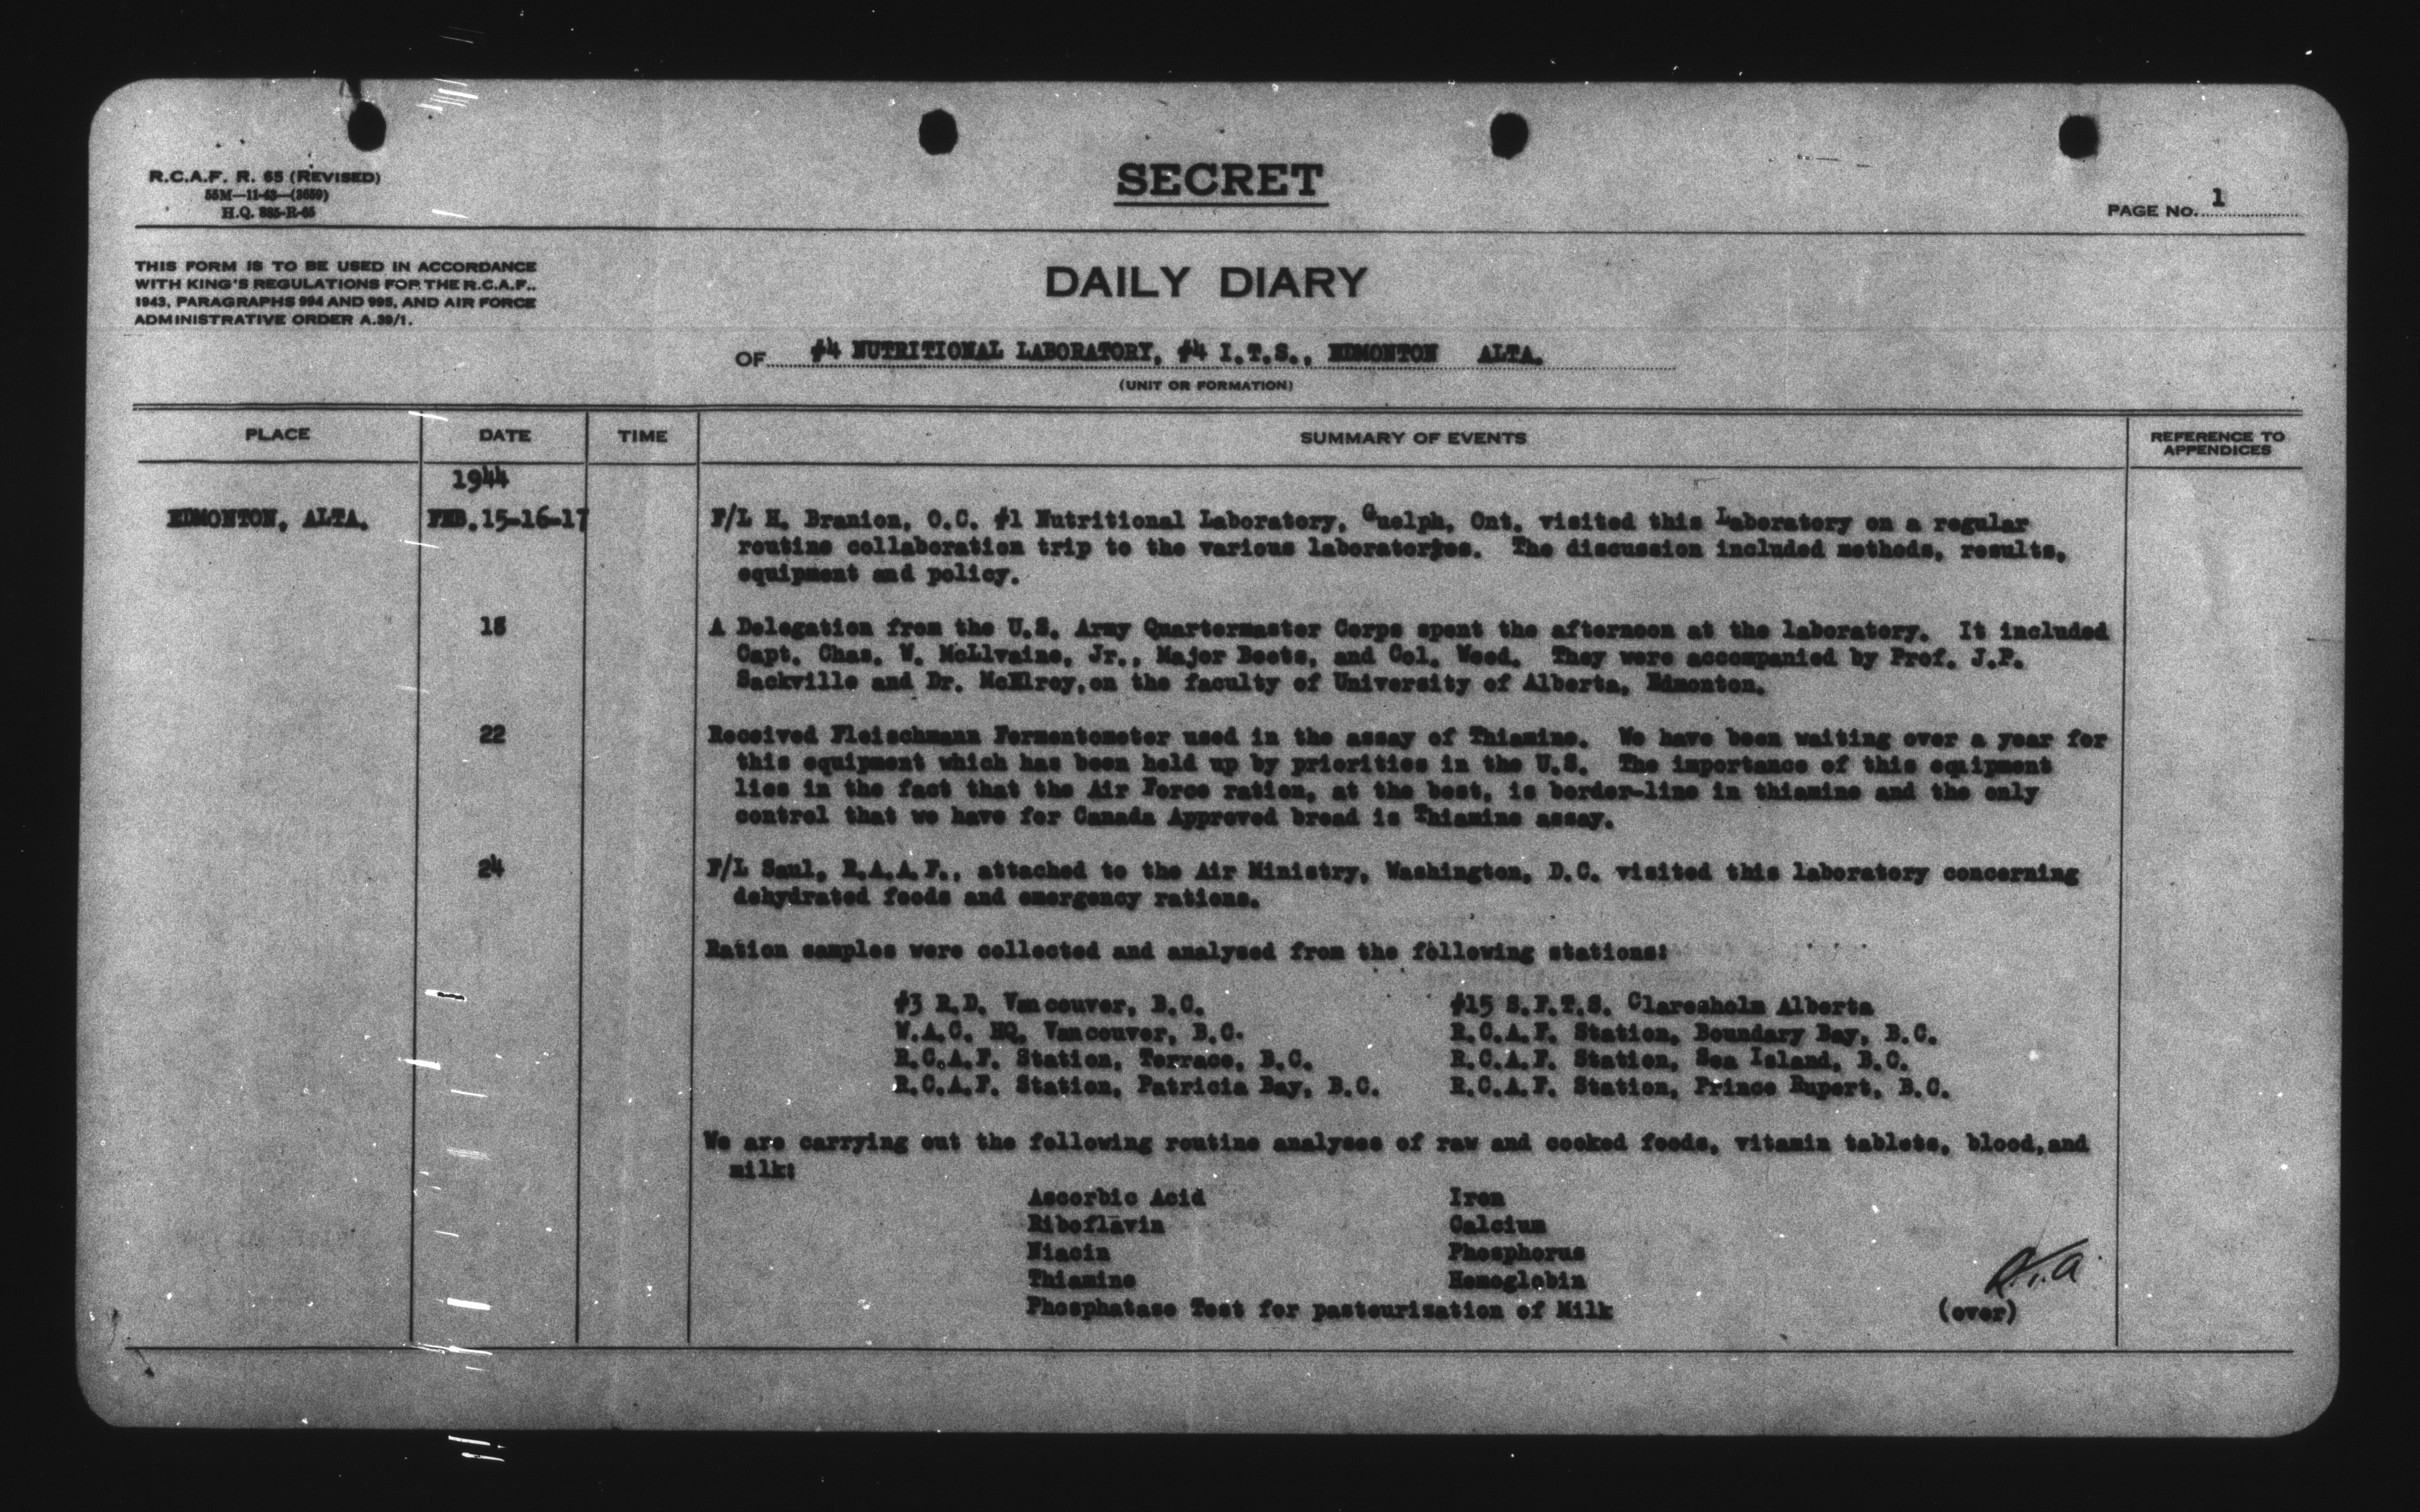 R.C.A.F. R. 65 (REVISED)
55M—11-43—(3659)
H.Q. 885-R-65
SECRET
PAGE No. 1
THIS FORM IS TO BE USED IN ACCORDANCE
WITH KING'S REGULATIONS FOR THE R.C.A.F.,
1943, PARAGRAPHS 994 AND 995, AND AIR FORCE
ADMINISTRATIVE ORDER A.39/1.
DAILY DIARY
OF #4 NUTRITIONAL LABORATORY, #4 I.T.S., EDMONTON ALTA.
(UNIT OR FORMATION)
PLACE DATE TIME SUMMARY OF EVENTS REFERENCE TO
APPENDICES
1944
EDMONTON, ALTA. FEB. 15-16-17 F/L H. Branion, O.C. #1 Nutritional Laboratory, Guelph, Ont. visited this Laboratory on a regular
routine collaboration trip to the various laboratories. The discussion included methods, results,
equipment and policy.
18 A Delegation from the U.S. Army Quartermaster Corps spent the afternoon at the laboratory. It included
Capt. Chas. W. McLlvaine, Jr., Major Beets, and Col. Wood. They were accompanied by Prof. J.P.
Sackville and Dr. McElroy,on the faculty of University of Alberta, Edmonton.
22 Received Fleischmann Fermentometer used in the assay of Thiamine. We have been waiting over a year for
this equipment which has been held up by priorities in the U.S. The importance of this equipment
lies in the fact that the Air Force ration, at the best, is border-line in thiamine and the only
control that we have for Canada Approved bread is Thiamine assay.
24 F/L Saul, R.A.A.F., attached to the Air Ministry, Washington, D.C. visited this laboratory concerning
dehydrated foods and emergency rations.
Ration samples were collected and analysed from the following stations:
#3 R.D. Vancouver, B.C. #15 S.F.T.S. Claresholm Alberta
W.A.C. HQ, Vancouver, B.C. R.C.A.F. Station, Boundary Bay, B.C.
R.C.A.F. Station, Terrace, B.C. R.C.A.F. Station, Sea Island, B.C.
R.C.A.F. Station, Patricia Bay, B.C. R.C.A.F. Station, Prince Rupert, B.C.
We are carrying out the following routine analyses of raw and cooked foods, vitamin tablets, blood,and
milk:
Ascorbic Acid Iron
Riboflavin Calcium
Niacin Phosphorus
Thiamine Hemoglobin
Phosphatase Test for pasteurization of Milk (over)